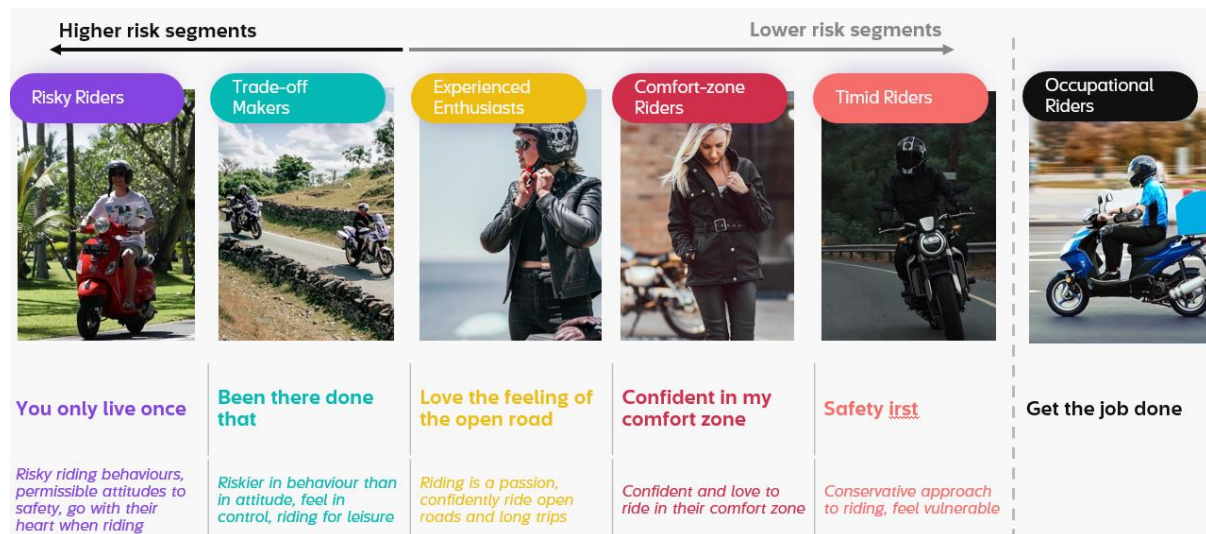 Higher risk segments
Lower risk segments
Risky Riders
Trade-off
Makers
Experienced
Enthusiasts
Comfort-zone
Riders
Timid Riders
Occupational
Riders
You only live once
Been there done
that
Love the feeling of
the open road
Confident in my
comfort zone
Safety irst
Get the job done
Risky riding behaviours,
permissible attitudes to
safety, go with their
heart when riding
Riskier in behaviour than
in attitude, feel in
control, riding for leisure
Riding is a passion,
confidently ride open
roads and long trips
Confident and love to
ride in their comfort zone
Conservative approach
to riding, feel vulnerable